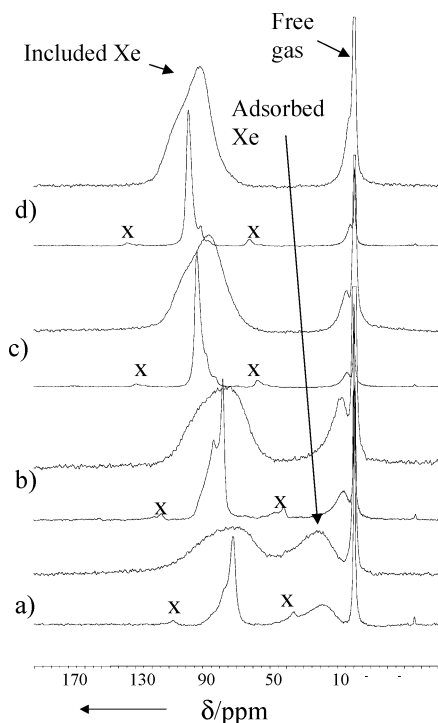 Free
gas
Included Xe
Adsorbed
Xe
d)
x x
c)
x x
b)
x x
a)
x x
170 130 90 50 10 - -
δ/ppm